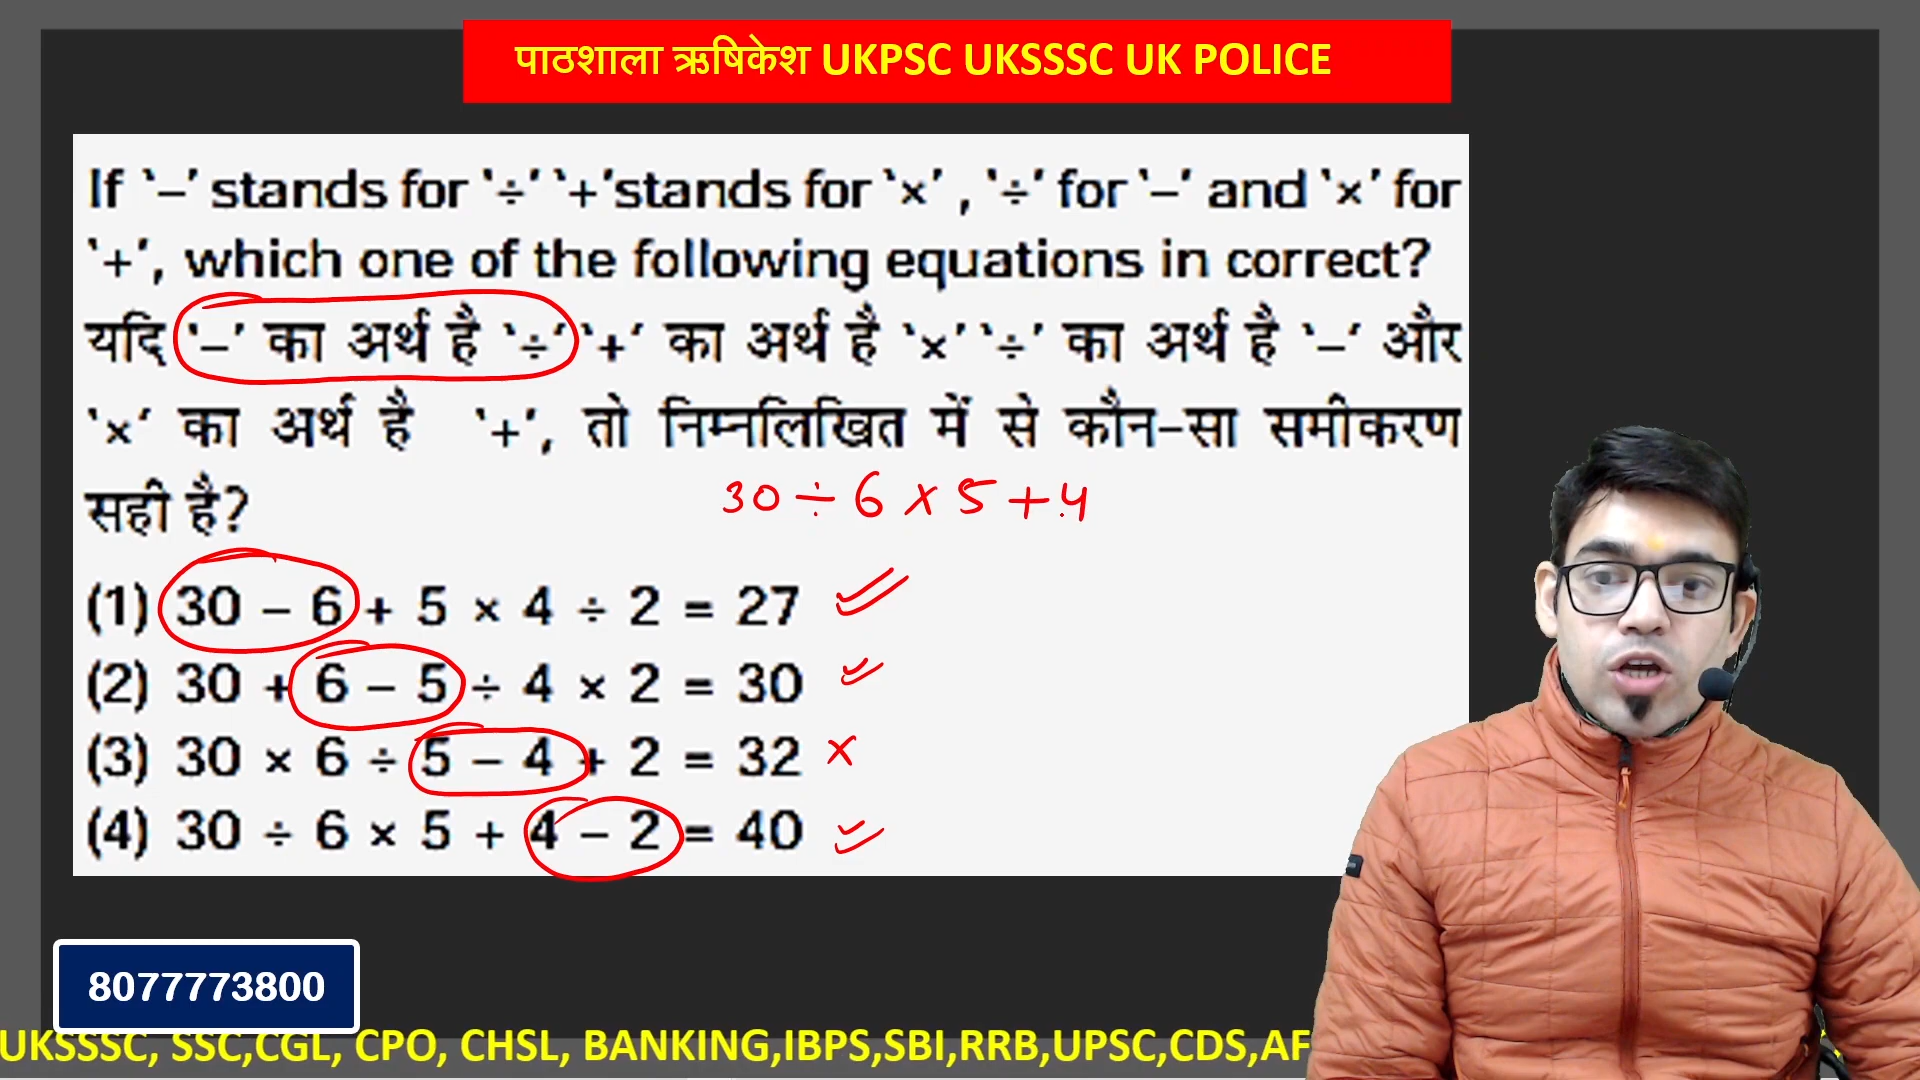 पाठशाला ऋषिकेश UKPSC UKSSSC UK POLICE
If ‘–’ stands for ‘÷’ ‘+’stands for ‘×’ , ‘÷’ for ‘–’ and ‘×’ for
‘+’, which one of the following equations in correct?
यदि ‘–’ का अर्थ है ‘÷’ ‘+’ का अर्थ है ‘×’ ‘÷’ का अर्थ है ‘–’ और
‘×’ का अर्थ है ‘+’, तो निम्नलिखित में से कौन–सा समीकरण
सही है?
30 ÷ 6 × 5 + 4
(1) 30 – 6 + 5 × 4 ÷ 2 = 27
(2) 30 + 6 – 5 ÷ 4 × 2 = 30
(3) 30 × 6 ÷ 5 – 4 + 2 = 32 ×
(4) 30 ÷ 6 × 5 + 4 – 2 = 40
8077773800
UKSSSC, SSC,CGL, CPO, CHSL, BANKING,IBPS,SBI,RRB,UPSC,CDS,AF